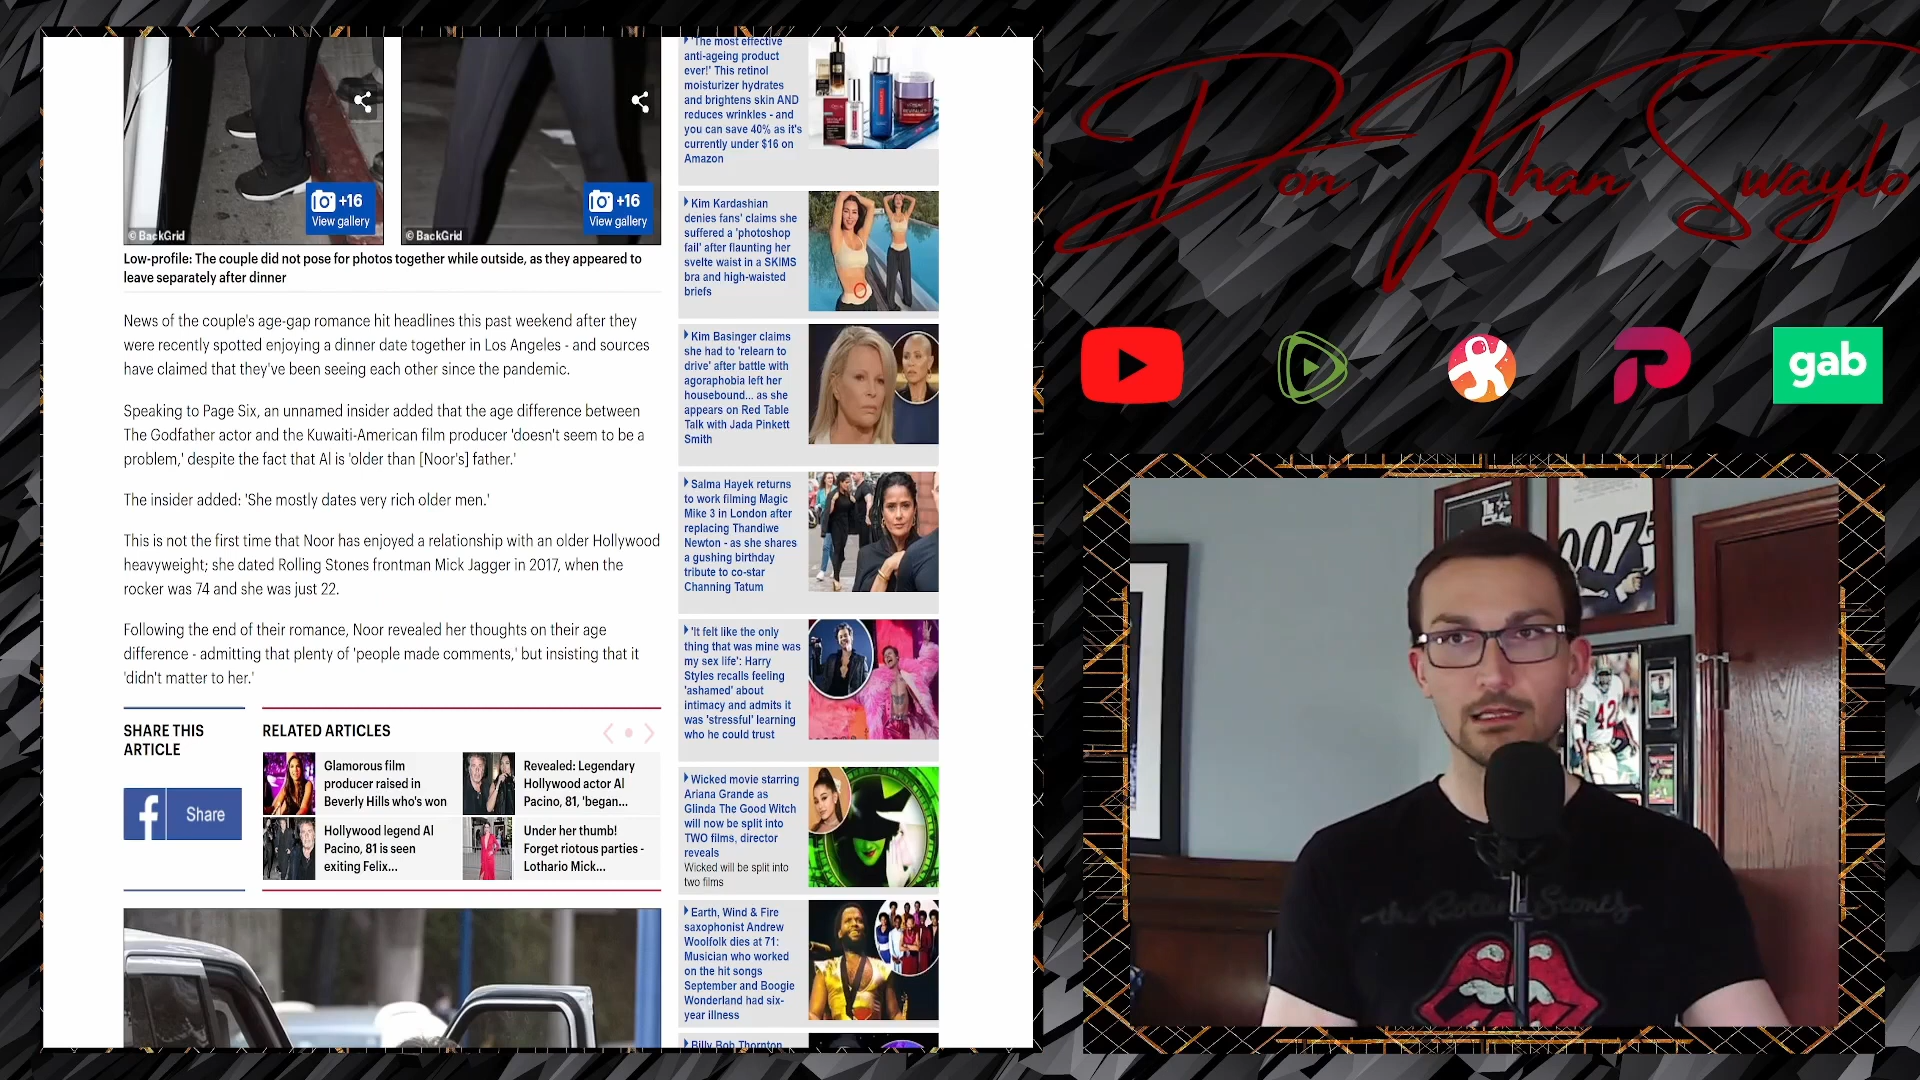 © BackGrid
+16
View gallery
© BackGrid
+16
View gallery
Low-profile: The couple did not pose for photos together while outside, as they appeared to
leave separately after dinner
News of the couple's age-gap romance hit headlines this past weekend after they
were recently spotted enjoying a dinner date together in Los Angeles - and sources
have claimed that they've been seeing each other since the pandemic.
Speaking to Page Six, an unnamed insider added that the age difference between
The Godfather actor and the Kuwaiti-American film producer 'doesn't seem to be a
problem,' despite the fact that Al is 'older than [Noor's] father.'
The insider added: 'She mostly dates very rich older men.'
This is not the first time that Noor has enjoyed a relationship with an older Hollywood
heavyweight; she dated Rolling Stones frontman Mick Jagger in 2017, when the
rocker was 74 and she was just 22.
Following the end of their romance, Noor revealed her thoughts on their age
difference - admitting that plenty of 'people made comments,' but insisting that it
'didn't matter to her.'
SHARE THIS
ARTICLE
f Share
RELATED ARTICLES
Glamorous film
producer raised in
Beverly Hills who's won
Revealed: Legendary
Hollywood actor Al
Pacino, 81, 'began...
Hollywood legend Al
Pacino, 81 is seen
exiting Felix...
Under her thumb!
Forget riotous parties -
Lothario Mick...
'The most effective
anti-ageing product
ever!' This retinol
moisturizer hydrates
and brightens skin AND
reduces wrinkles - and
you can save 40% as it's
currently under $16 on
Amazon
Kim Kardashian
denies fans' claims she
suffered a 'photoshop
fail' after flaunting her
svelte waist in a SKIMS
bra and high-waisted
briefs
Kim Basinger claims
she had to 'relearn to
drive' after battle with
agoraphobia left her
housebound... as she
appears on Red Table
Talk with Jada Pinkett
Smith
Salma Hayek returns
to work filming Magic
Mike 3 in London after
replacing Thandiwe
Newton - as she shares
a gushing birthday
tribute to co-star
Channing Tatum
'It felt like the only
thing that was mine was
my sex life': Harry
Styles recalls feeling
'ashamed' about
intimacy and admits it
was 'stressful' learning
who he could trust
Wicked movie starring
Ariana Grande as
Glinda The Good Witch
will now be split into
TWO films, director
reveals
Wicked will be split into
two films
Earth, Wind & Fire
saxophonist Andrew
Woolfolk dies at 71:
Musician who worked
on the hit songs
September and Boogie
Wonderland had six-
year illness
Billy Bob Thornton
Don Khan Swaylo
gab
007
42
the Rolling Stones